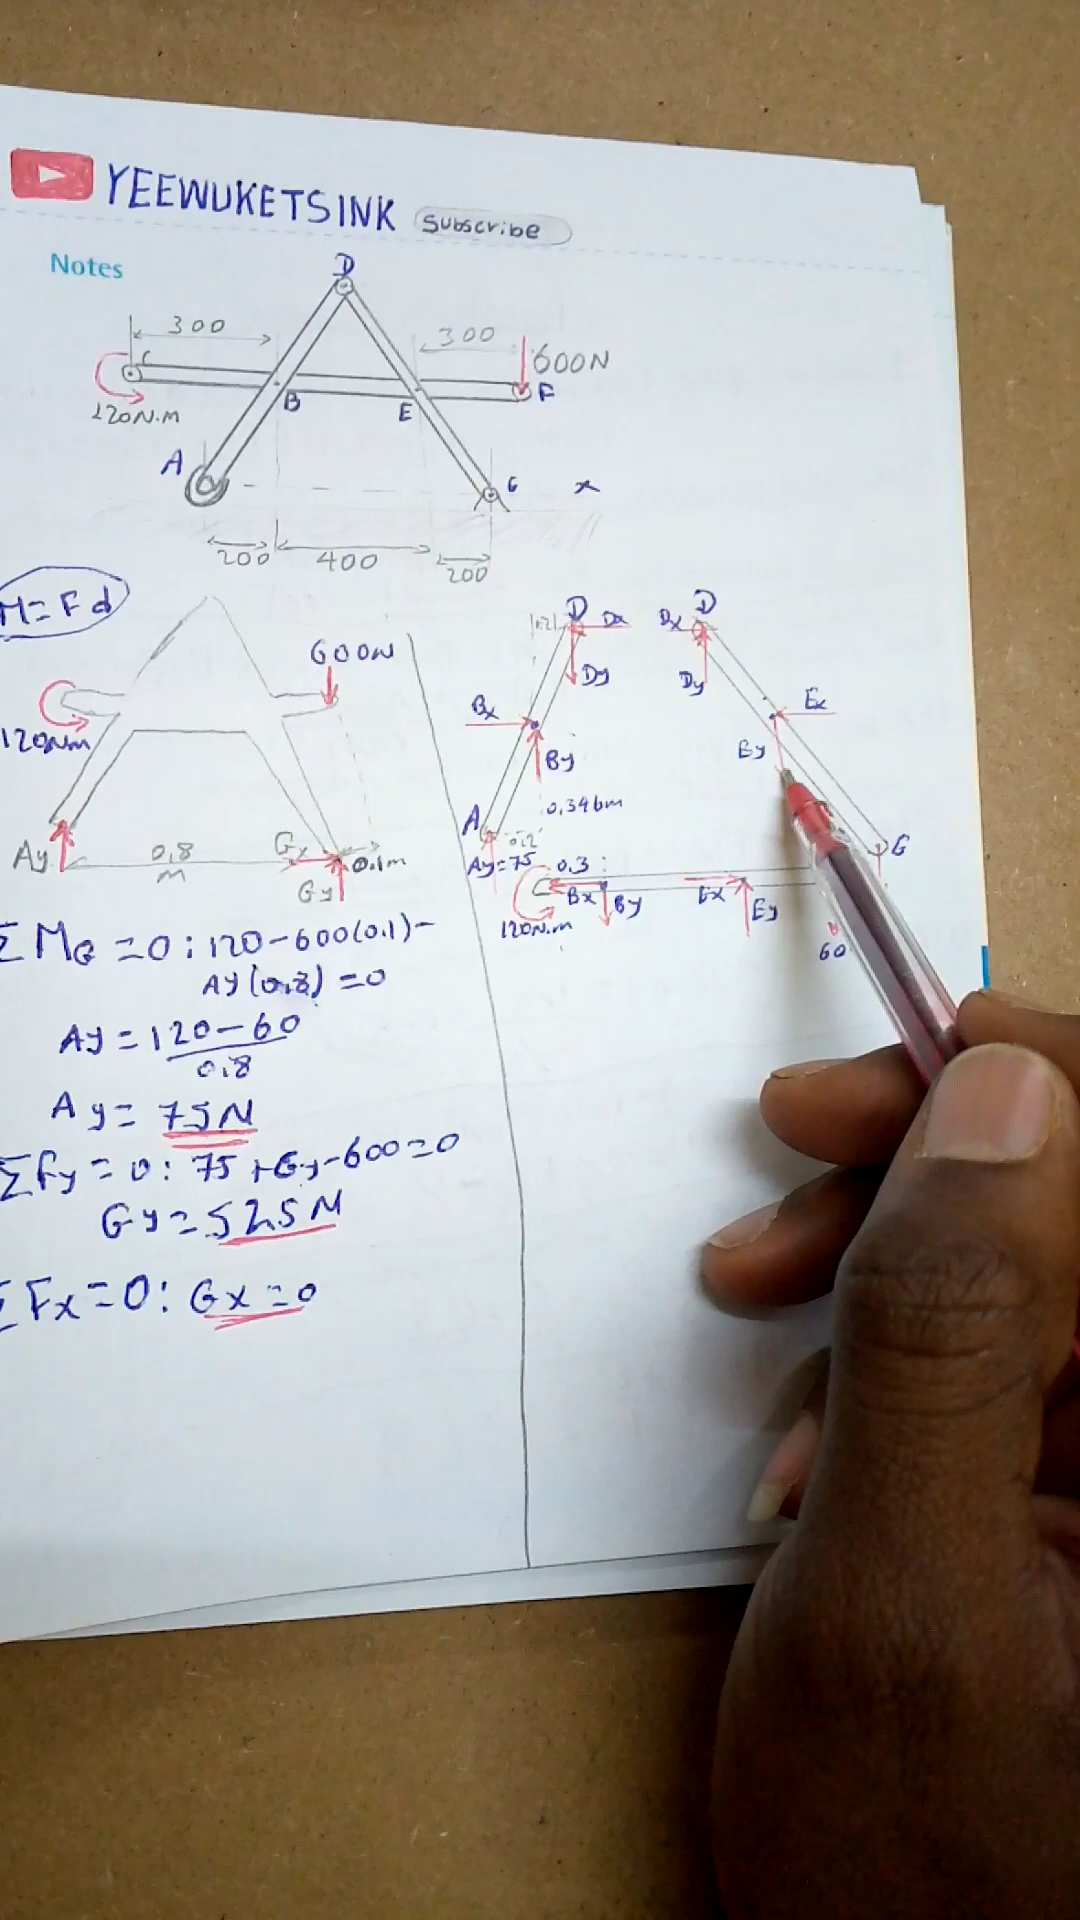 YEEWUKETSINK
Subscribe
Notes
D
300
300
600N
C
F
B
E
120N.m
A
G
x
200
400
200
M=Fd
600N
120Nm
Ay
0.8
m
Gx
0.1m
Gy
ΣMG = 0 : 120 - 600(0.1) -
Ay(0.8) = 0
Ay = 120 - 60
0.8
Ay = 75N
ΣFy = 0 : 75 + Gy - 600 = 0
Gy = 525N
ΣFx = 0 : Gx = 0
D
Dx
Dy
Bx
By
0.346m
A
0.2
Ay=75
D
Dx
Dy
Ex
Ey
G
0.3
C
Bx
By
Ex
Ey
120N.m
60